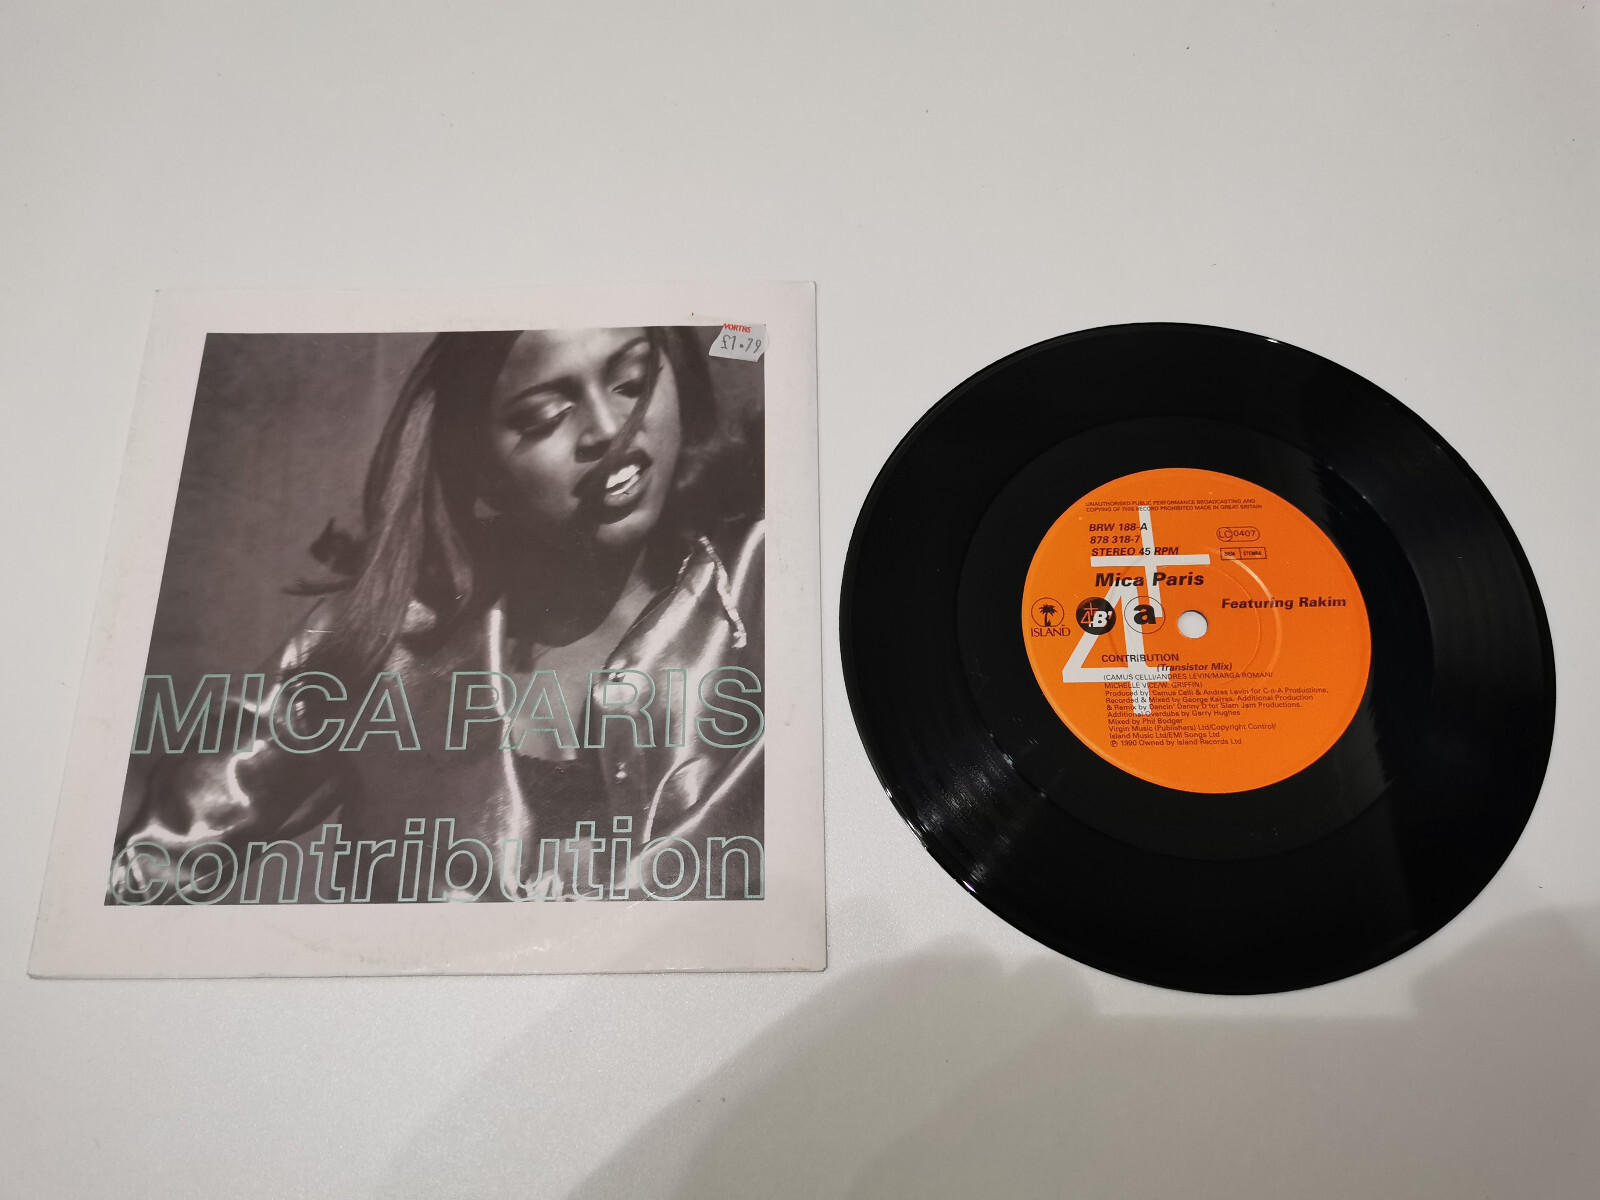 WORTHS
£1.79
MICA PARIS
contribution
UNAUTHORISED PUBLIC PERFORMANCE BROADCASTING AND
COPYING OF THIS RECORD PROHIBITED MADE IN GREAT BRITAIN
BRW 188-A
878 318-7
STEREO 45 RPM
LC 0407
BIEM STEMRA
Mica Paris
Featuring Rakim
ISLAND
4 B'
a
4
CONTRIBUTION
(Transistor Mix)
(CAMUS CELLI/ANDRES LEVIN/MARGA ROMAN/
MICHELLE VICE/W. GRIFFIN)
Produced by Camus Celli & Andres Levin for C-n-A Productions,
Recorded & Mixed by George Karras, Additional Production
& Remix by Dancin' Danny D for Slam Jam Productions.
Additional Overdubs by Garry Hughes
Mixed by Phil Bodger
Virgin Music (Publishers) Ltd/Copyright Control/
Island Music Ltd/EMI Songs Ltd
℗ 1990 Owned by Island Records Ltd